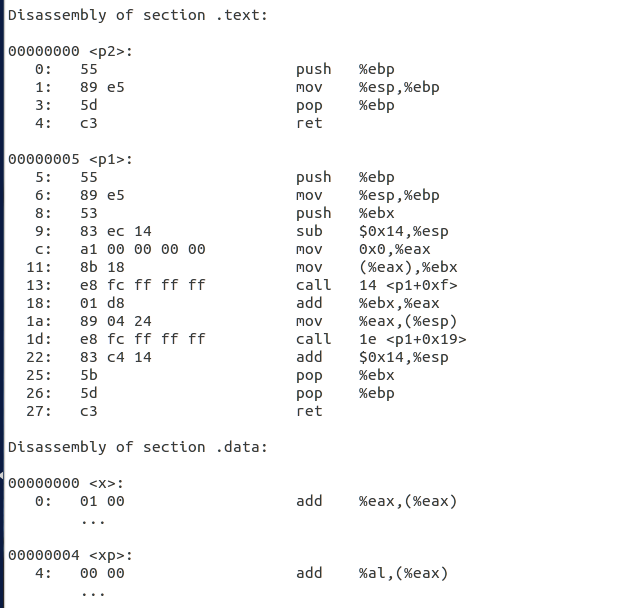 Disassembly of section .text:
00000000 <p2>:
0: 55 push %ebp
1: 89 e5 mov %esp,%ebp
3: 5d pop %ebp
4: c3 ret
00000005 <p1>:
5: 55 push %ebp
6: 89 e5 mov %esp,%ebp
8: 53 push %ebx
9: 83 ec 14 sub $0x14,%esp
c: a1 00 00 00 00 mov 0x0,%eax
11: 8b 18 mov (%eax),%ebx
13: e8 fc ff ff ff call 14 <p1+0xf>
18: 01 d8 add %ebx,%eax
1a: 89 04 24 mov %eax,(%esp)
1d: e8 fc ff ff ff call 1e <p1+0x19>
22: 83 c4 14 add $0x14,%esp
25: 5b pop %ebx
26: 5d pop %ebp
27: c3 ret
Disassembly of section .data:
00000000 <x>:
0: 01 00 add %eax,(%eax)
...
00000004 <xp>:
4: 00 00 add %al,(%eax)
...